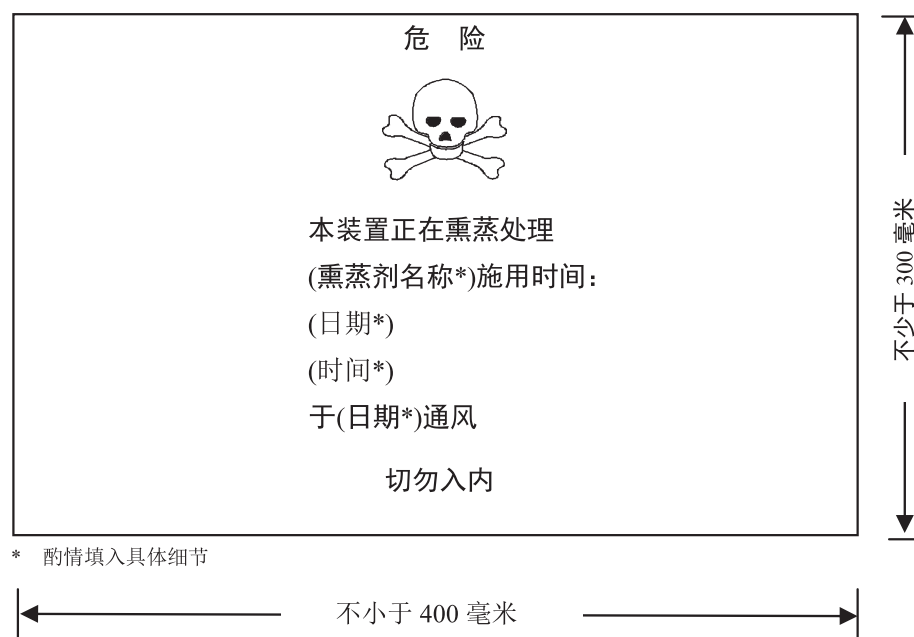 危 险
本装置正在熏蒸处理
(熏蒸剂名称*)施用时间：
(日期*)
(时间*)
于(日期*)通风
切勿入内
不少于 300 毫米
* 酌情填入具体细节
不小于 400 毫米